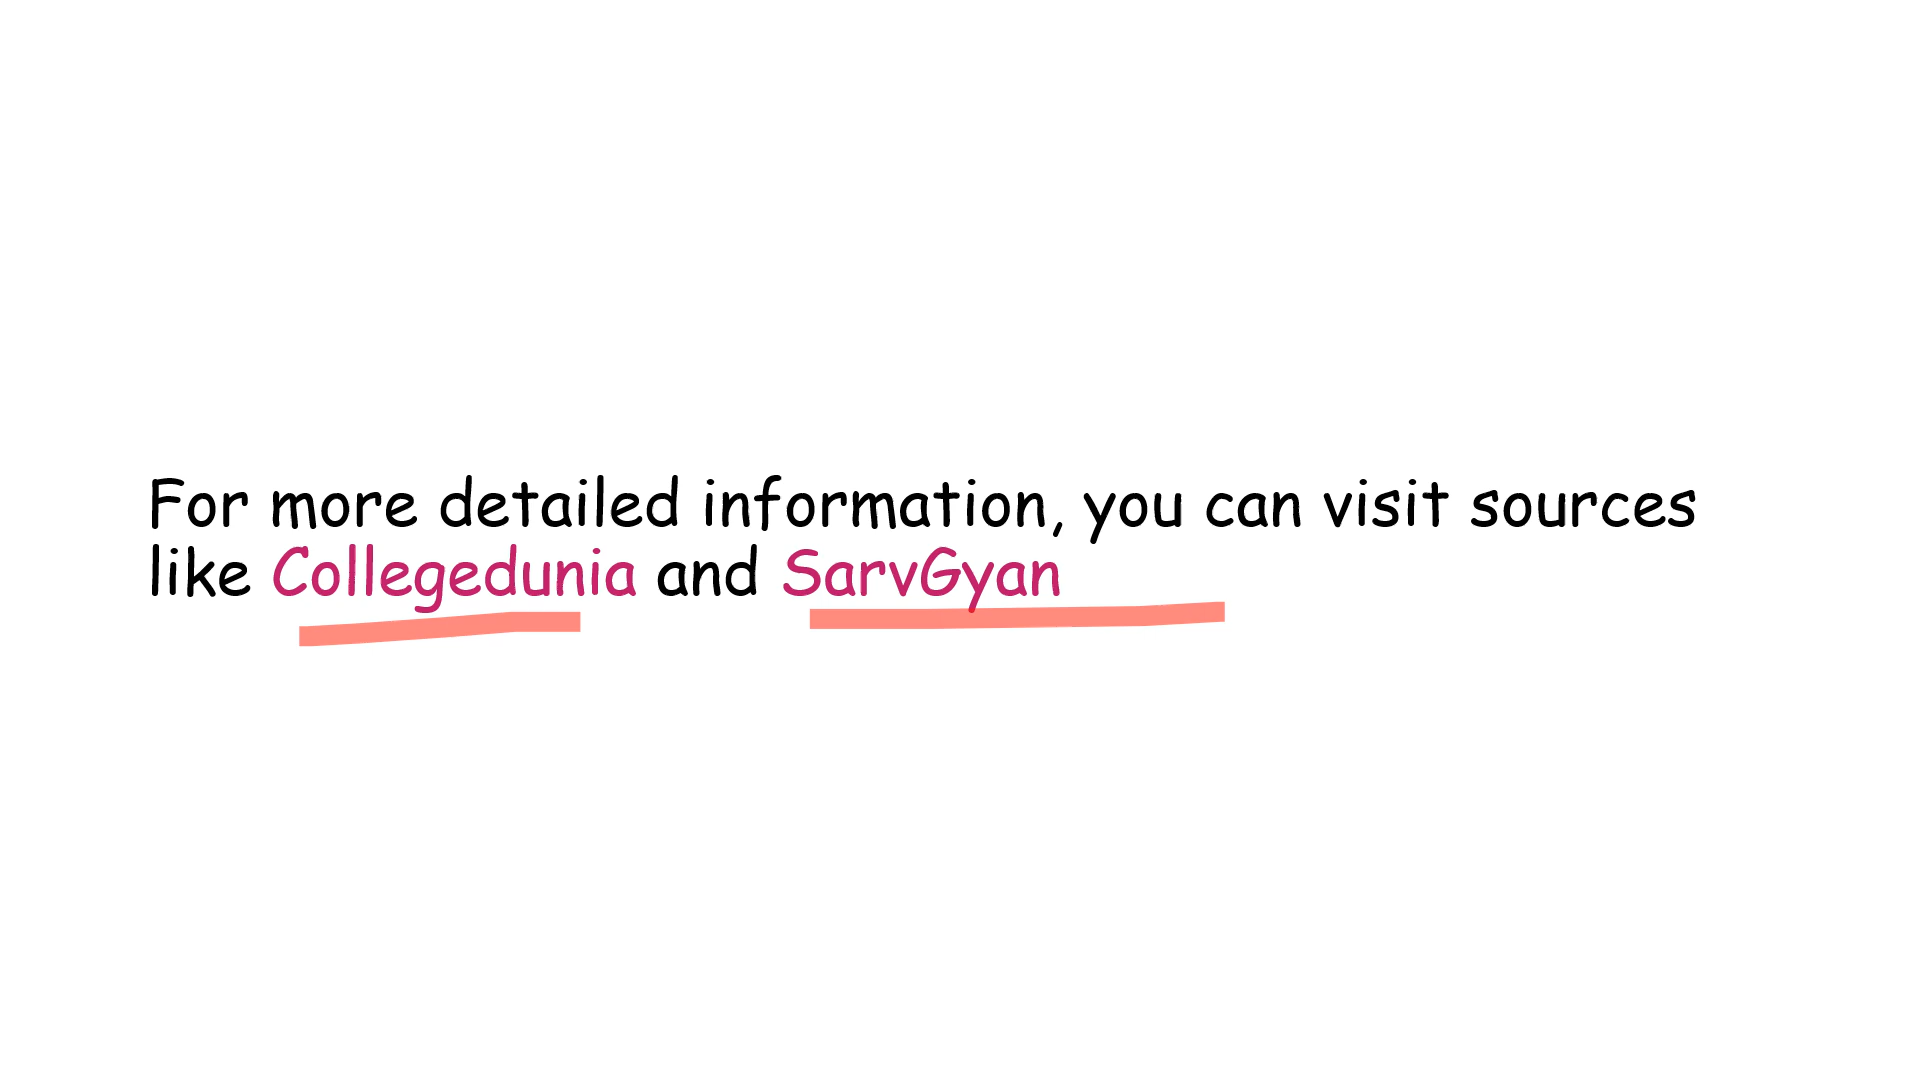 For more detailed information, you can visit sources
like Collegedunia and SarvGyan